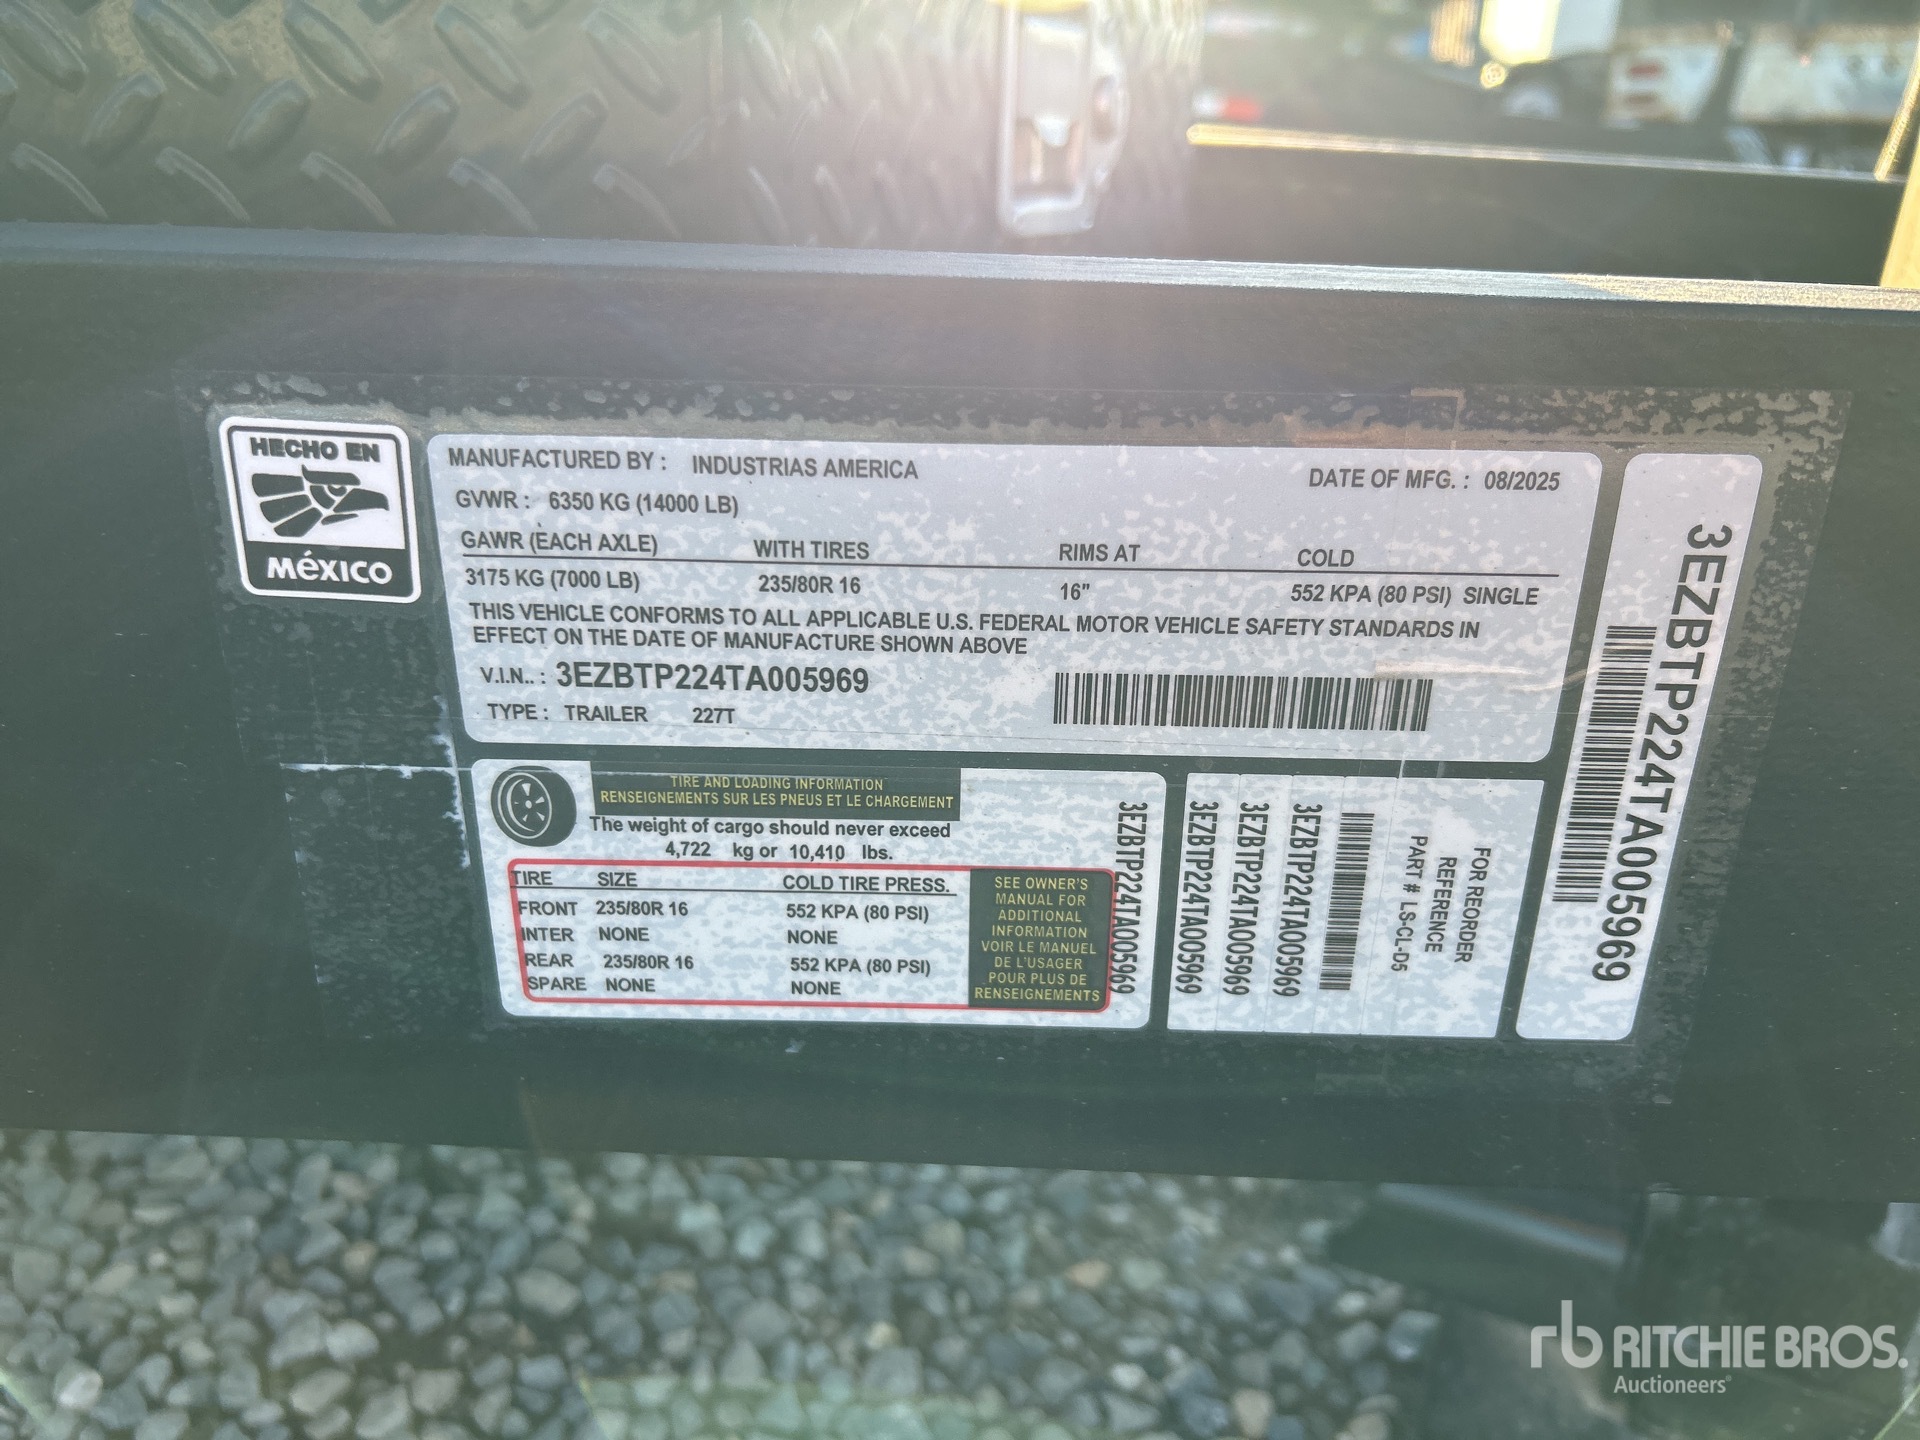 HECHO EN
MÉXICO
MANUFACTURED BY : INDUSTRIAS AMERICA
DATE OF MFG. : 08/2025
GVWR : 6350 KG (14000 LB)
GAWR (EACH AXLE) WITH TIRES RIMS AT COLD
3175 KG (7000 LB) 235/80R 16 16" 552 KPA (80 PSI) SINGLE
THIS VEHICLE CONFORMS TO ALL APPLICABLE U.S. FEDERAL MOTOR VEHICLE SAFETY STANDARDS IN
EFFECT ON THE DATE OF MANUFACTURE SHOWN ABOVE
V.I.N.. : 3EZBTP224TA005969
TYPE : TRAILER 227T
3EZBTP224TA005969
TIRE AND LOADING INFORMATION
RENSEIGNEMENTS SUR LES PNEUS ET LE CHARGEMENT
The weight of cargo should never exceed
4,722 kg or 10,410 lbs.
TIRE SIZE COLD TIRE PRESS.
FRONT 235/80R 16 552 KPA (80 PSI)
INTER NONE NONE
REAR 235/80R 16 552 KPA (80 PSI)
SPARE NONE NONE
SEE OWNER'S
MANUAL FOR
ADDITIONAL
INFORMATION
VOIR LE MANUEL
DE L'USAGER
POUR PLUS DE
RENSEIGNEMENTS
3EZBTP224TA005969
3EZBTP224TA005969
3EZBTP224TA005969
3EZBTP224TA005969
FOR REORDER
REFERENCE
PART # LS-CL-D5
rb RITCHIE BROS.
Auctioneers